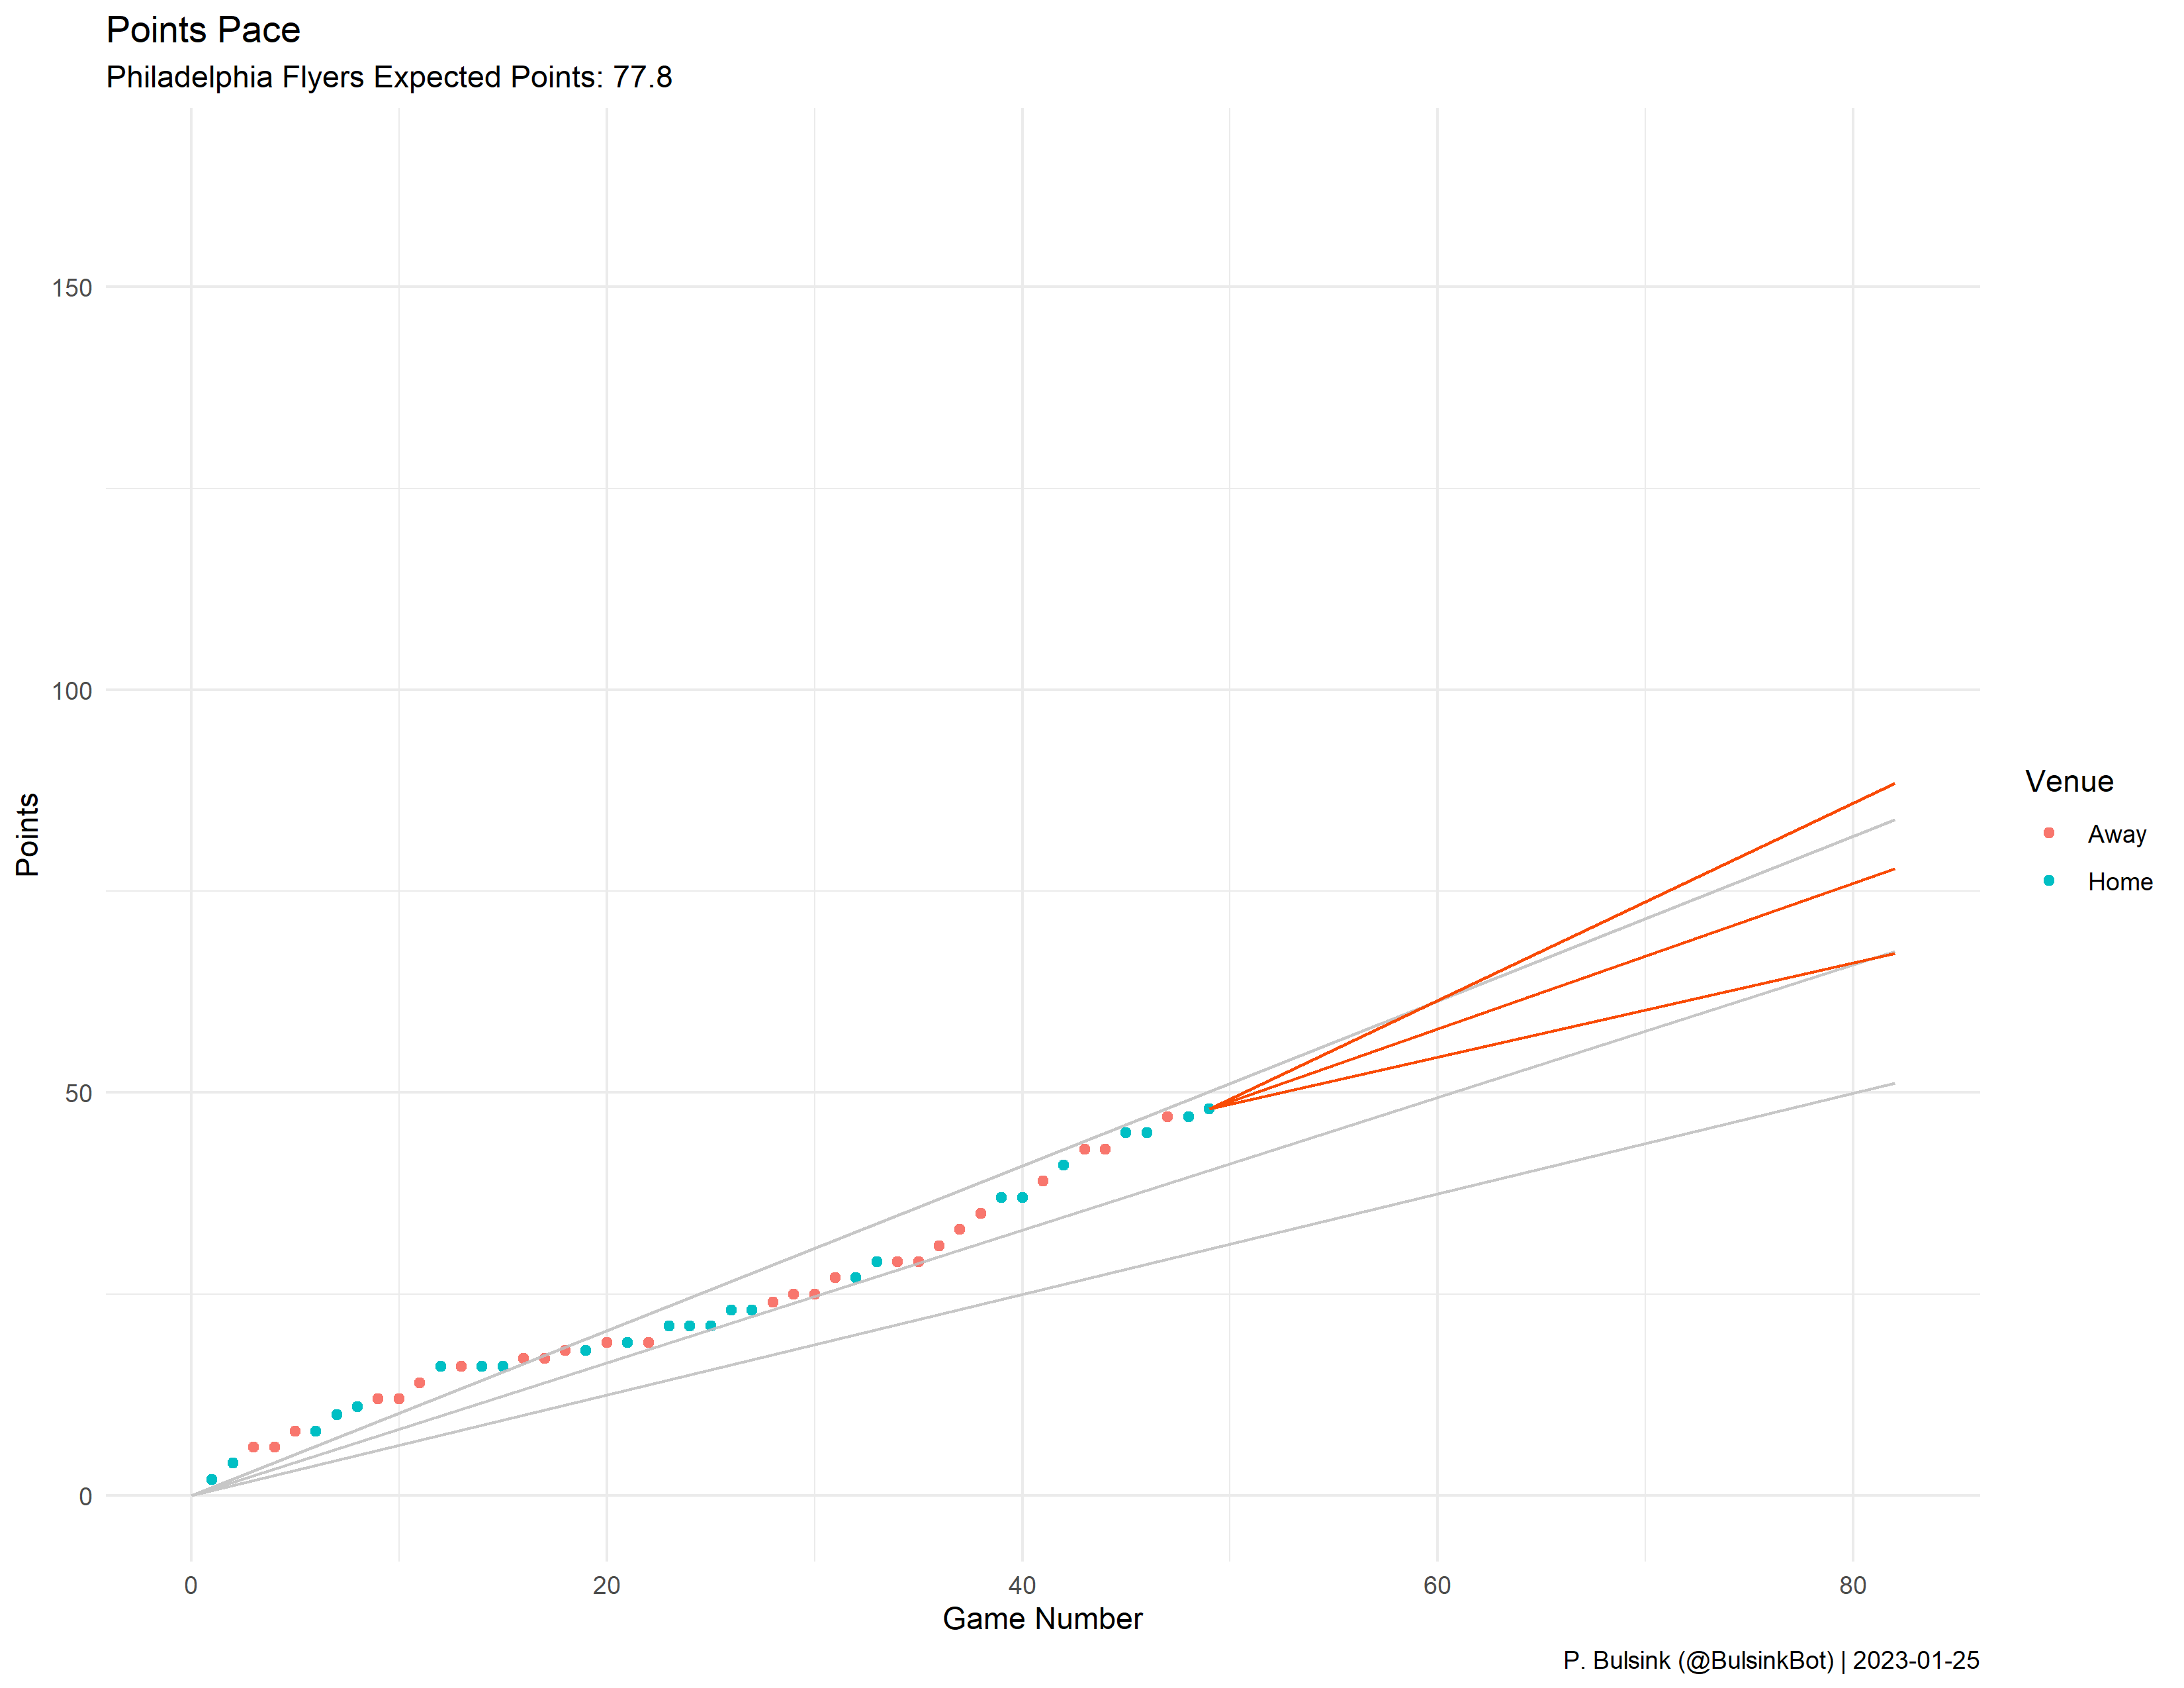 Points Pace
Philadelphia Flyers Expected Points: 77.8
150
100
50
0
Points
0 20 40 60 80
Game Number
Venue
Away
Home
P. Bulsink (@BulsinkBot) | 2023-01-25